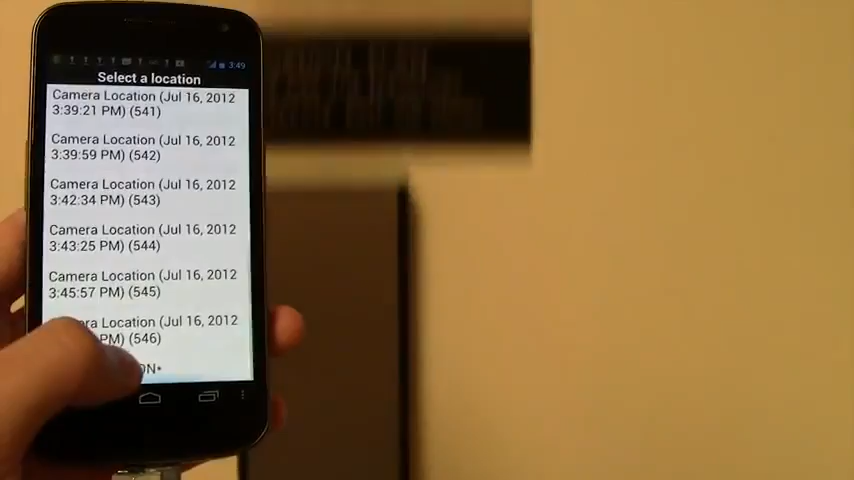 3:49
Select a location
Camera Location (Jul 16, 2012
3:39:21 PM) (541)
Camera Location (Jul 16, 2012
3:39:59 PM) (542)
Camera Location (Jul 16, 2012
3:42:34 PM) (543)
Camera Location (Jul 16, 2012
3:43:25 PM) (544)
Camera Location (Jul 16, 2012
3:45:57 PM) (545)
Location (Jul 16, 2012
PM) (546)